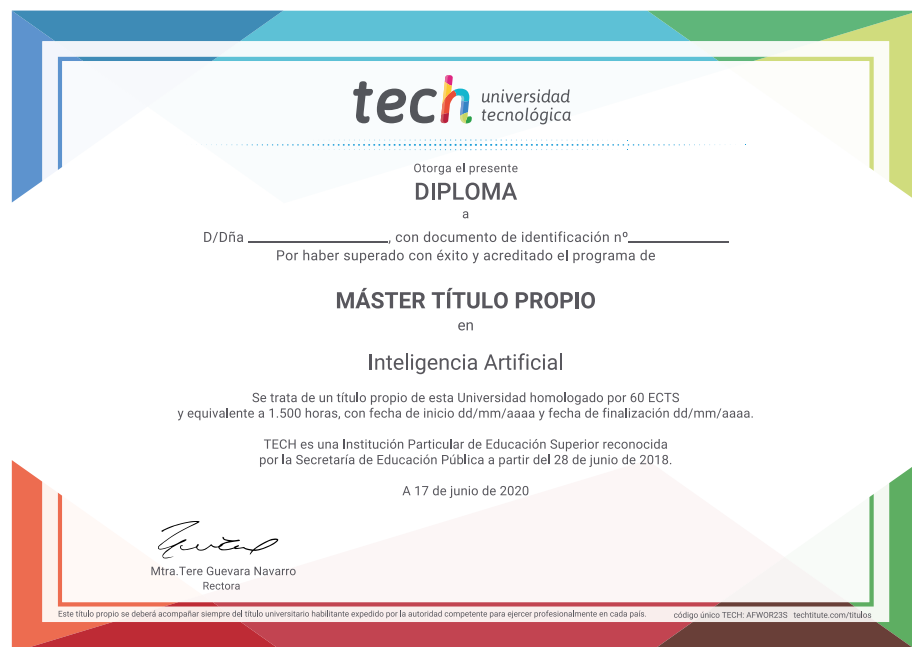 tech universidad
tecnológica
Otorga el presente
DIPLOMA
a
D/Dña ________________, con documento de identificación nº____________
Por haber superado con éxito y acreditado el programa de
MÁSTER TÍTULO PROPIO
en
Inteligencia Artificial
Se trata de un título propio de esta Universidad homologado por 60 ECTS
y equivalente a 1.500 horas, con fecha de inicio dd/mm/aaaa y fecha de finalización dd/mm/aaaa.
TECH es una Institución Particular de Educación Superior reconocida
por la Secretaría de Educación Pública a partir del 28 de junio de 2018.
A 17 de junio de 2020
Mtra.Tere Guevara Navarro
Rectora
Este título propio se deberá acompañar siempre del título universitario habilitante expedido por la autoridad competente para ejercer profesionalmente en cada país. código único TECH: AFWOR23S techtitute.com/títulos